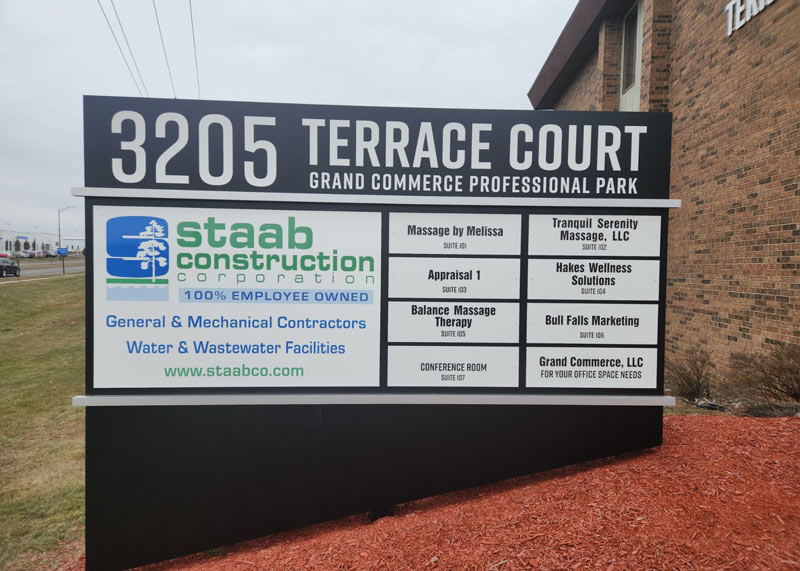 3205 TERRACE COURT
GRAND COMMERCE PROFESSIONAL PARK
staab
construction
corporation
100% EMPLOYEE OWNED
General & Mechanical Contractors
Water & Wastewater Facilities
www.staabco.com
Massage by Melissa
SUITE 101
Tranquil Serenity
Massage, LLC
SUITE 102
Appraisal 1
SUITE 103
Hakes Wellness
Solutions
SUITE 104
Balance Massage
Therapy
SUITE 105
Bull Falls Marketing
SUITE 106
CONFERENCE ROOM
SUITE 107
Grand Commerce, LLC
FOR YOUR OFFICE SPACE NEEDS